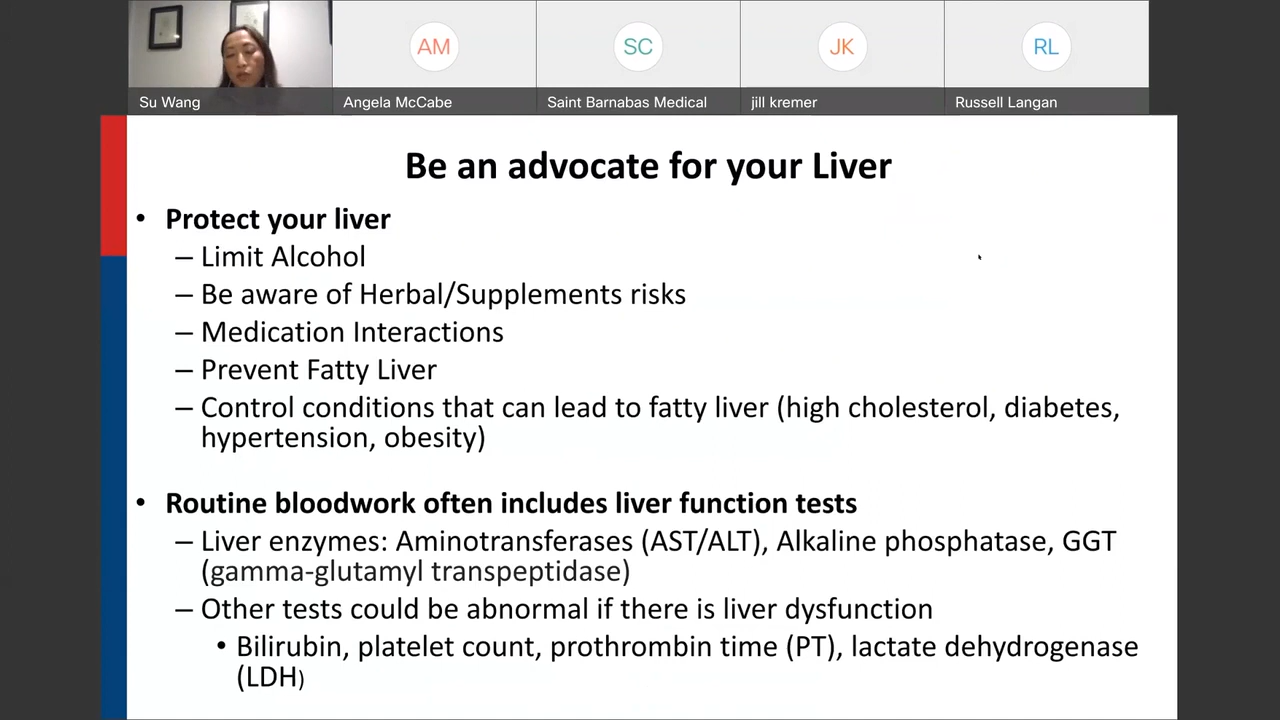 AM
SC
JK
RL
Su Wang
Angela McCabe
Saint Barnabas Medical
jill kremer
Russell Langan
Be an advocate for your Liver
• Protect your liver
– Limit Alcohol
– Be aware of Herbal/Supplements risks
– Medication Interactions
– Prevent Fatty Liver
– Control conditions that can lead to fatty liver (high cholesterol, diabetes,
hypertension, obesity)
• Routine bloodwork often includes liver function tests
– Liver enzymes: Aminotransferases (AST/ALT), Alkaline phosphatase, GGT
(gamma-glutamyl transpeptidase)
– Other tests could be abnormal if there is liver dysfunction
• Bilirubin, platelet count, prothrombin time (PT), lactate dehydrogenase
(LDH)